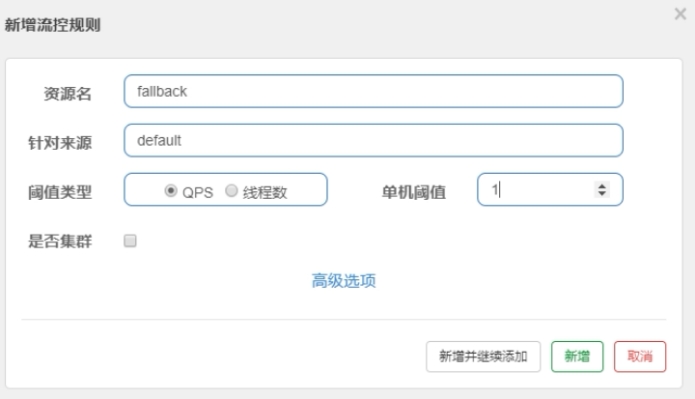 新增流控规则
资源名 fallback
针对来源 default
阈值类型 QPS 线程数 单机阈值 1
是否集群
高级选项
新增并继续添加 新增 取消